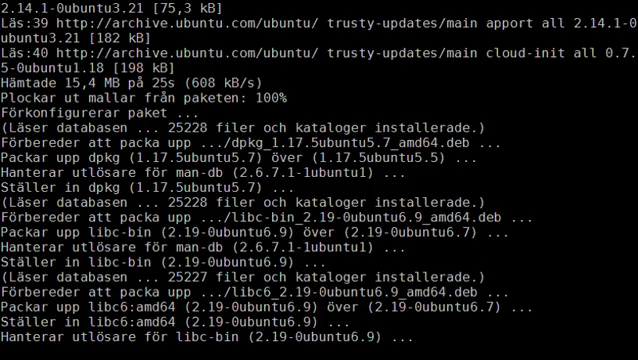 2.14.1-0ubuntu3.21 [75,3 kB]
Läs:39 http://archive.ubuntu.com/ubuntu/ trusty-updates/main apport all 2.14.1-0
ubuntu3.21 [182 kB]
Läs:40 http://archive.ubuntu.com/ubuntu/ trusty-updates/main cloud-init all 0.7.
5-0ubuntu1.18 [198 kB]
Hämtade 15,4 MB på 25s (608 kB/s)
Plockar ut mallar från paketen: 100%
Förkonfigurerar paket ...
(Läser databasen ... 25228 filer och kataloger installerade.)
Förbereder att packa upp .../dpkg_1.17.5ubuntu5.7_amd64.deb ...
Packar upp dpkg (1.17.5ubuntu5.7) över (1.17.5ubuntu5.5) ...
Hanterar utlösare för man-db (2.6.7.1-1ubuntu1) ...
Ställer in dpkg (1.17.5ubuntu5.7) ...
(Läser databasen ... 25228 filer och kataloger installerade.)
Förbereder att packa upp .../libc-bin_2.19-0ubuntu6.9_amd64.deb ...
Packar upp libc-bin (2.19-0ubuntu6.9) över (2.19-0ubuntu6.7) ...
Hanterar utlösare för man-db (2.6.7.1-1ubuntu1) ...
Ställer in libc-bin (2.19-0ubuntu6.9) ...
(Läser databasen ... 25227 filer och kataloger installerade.)
Förbereder att packa upp .../libc6_2.19-0ubuntu6.9_amd64.deb ...
Packar upp libc6:amd64 (2.19-0ubuntu6.9) över (2.19-0ubuntu6.7) ...
Ställer in libc6:amd64 (2.19-0ubuntu6.9) ...
Hanterar utlösare för libc-bin (2.19-0ubuntu6.9) ...